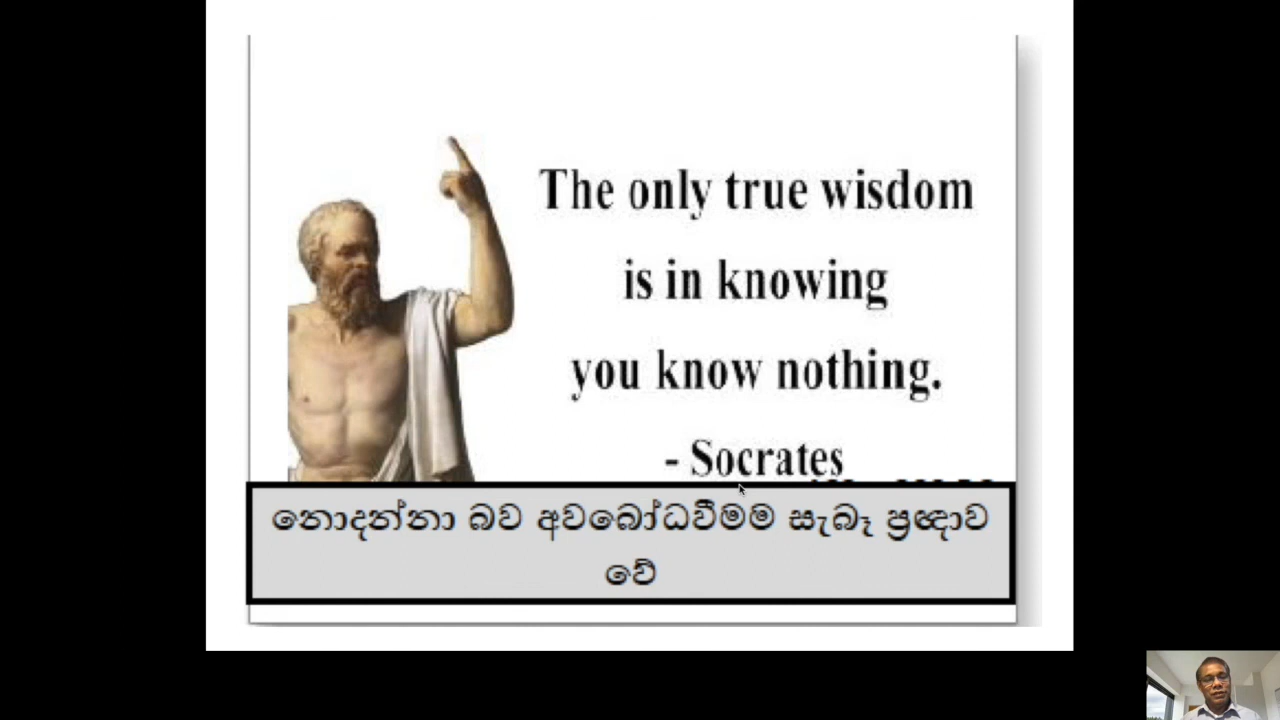 The only true wisdom
is in knowing
you know nothing.
- Socrates
නොදන්නා බව අවබෝධවීමම සැබෑ ප්‍රඥාව
වේ